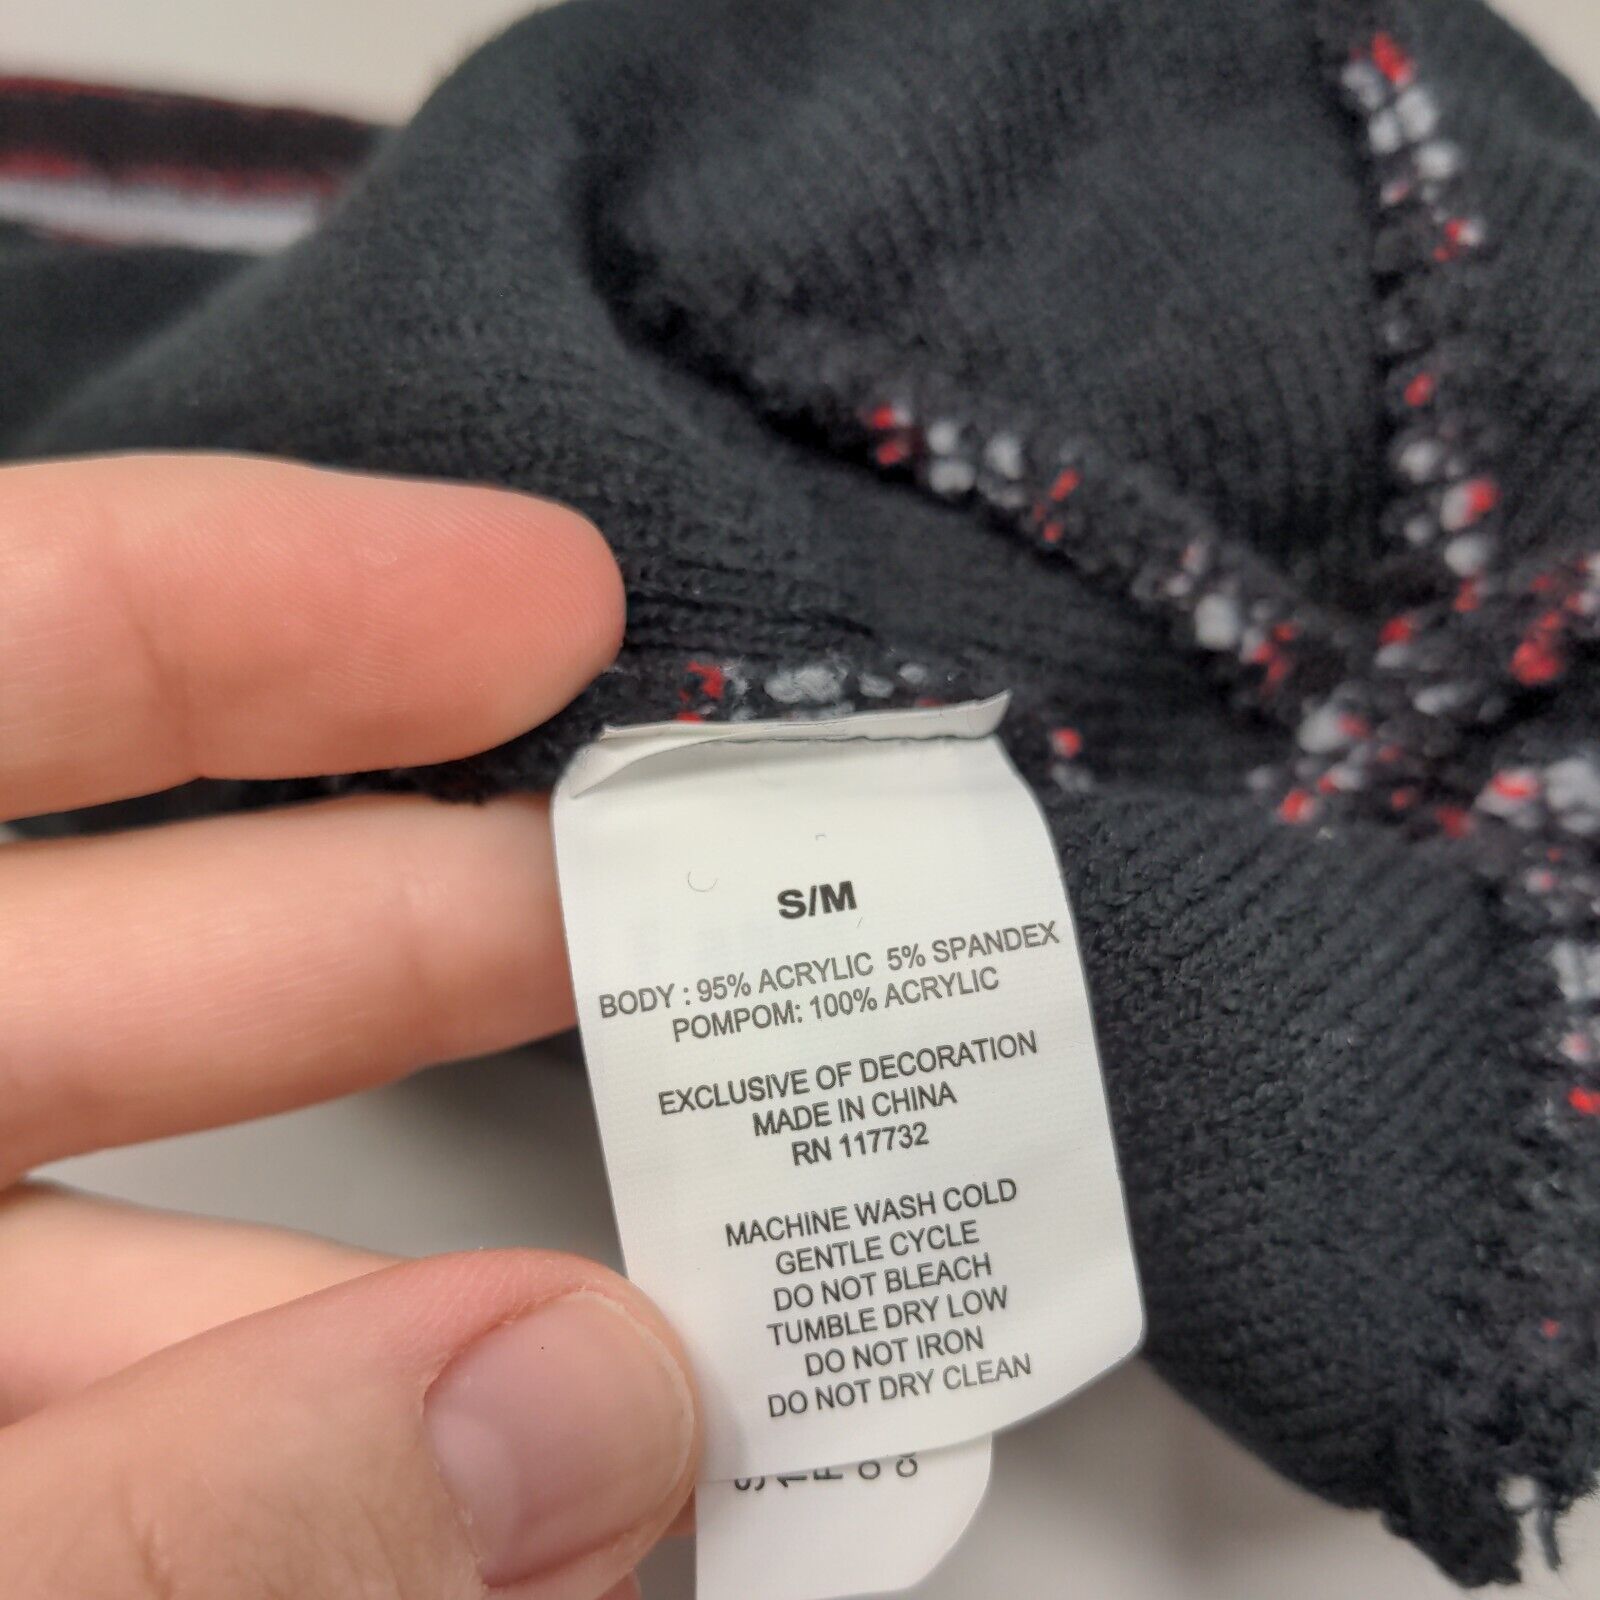 S/M
BODY : 95% ACRYLIC 5% SPANDEX
POMPOM: 100% ACRYLIC
EXCLUSIVE OF DECORATION
MADE IN CHINA
RN 117732
MACHINE WASH COLD
GENTLE CYCLE
DO NOT BLEACH
TUMBLE DRY LOW
DO NOT IRON
DO NOT DRY CLEAN